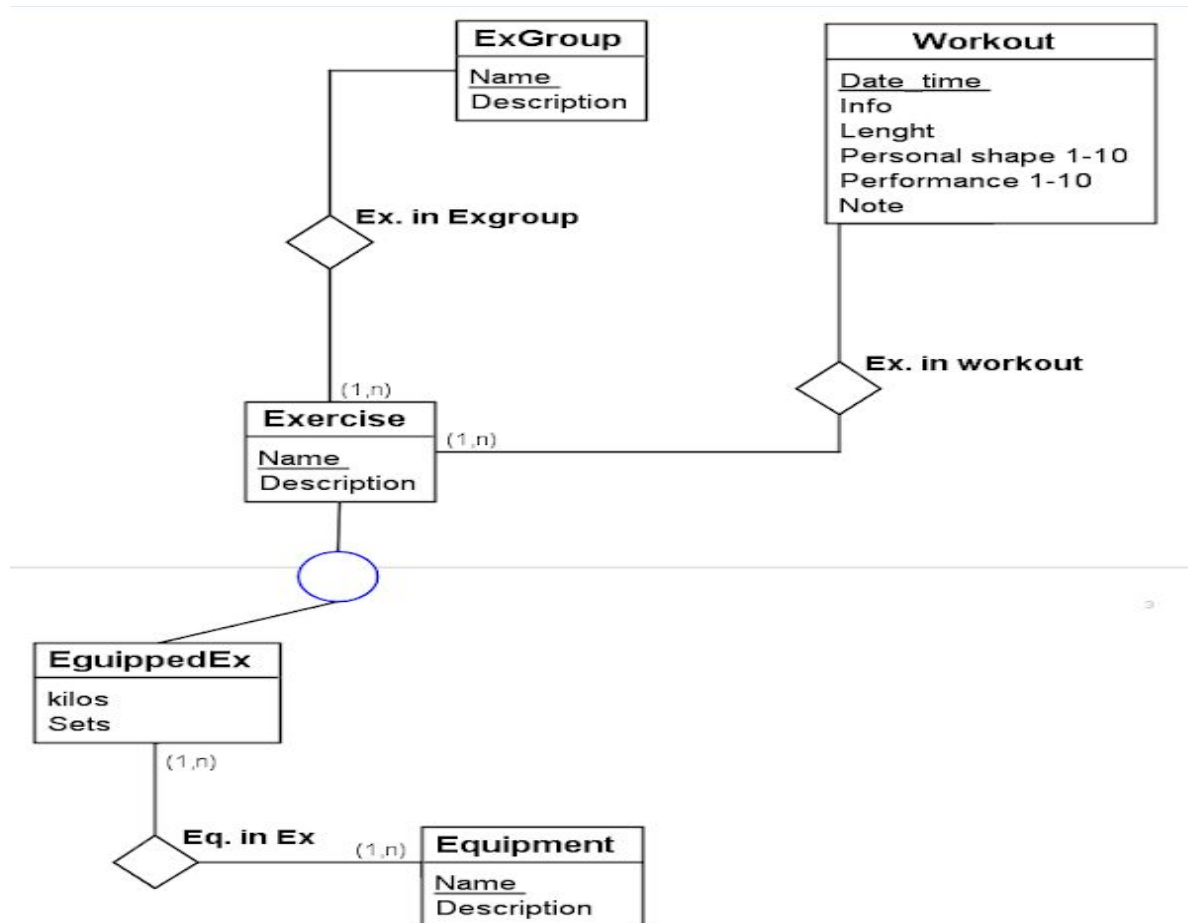 ExGroup
Name
Description
Workout
Date_time
Info
Lenght
Personal shape 1-10
Performance 1-10
Note
Ex. in Exgroup
Ex. in workout
(1,n)
Exercise
Name
Description
(1,n)
EguippedEx
kilos
Sets
(1,n)
Eq. in Ex
(1,n)
Equipment
Name
Description